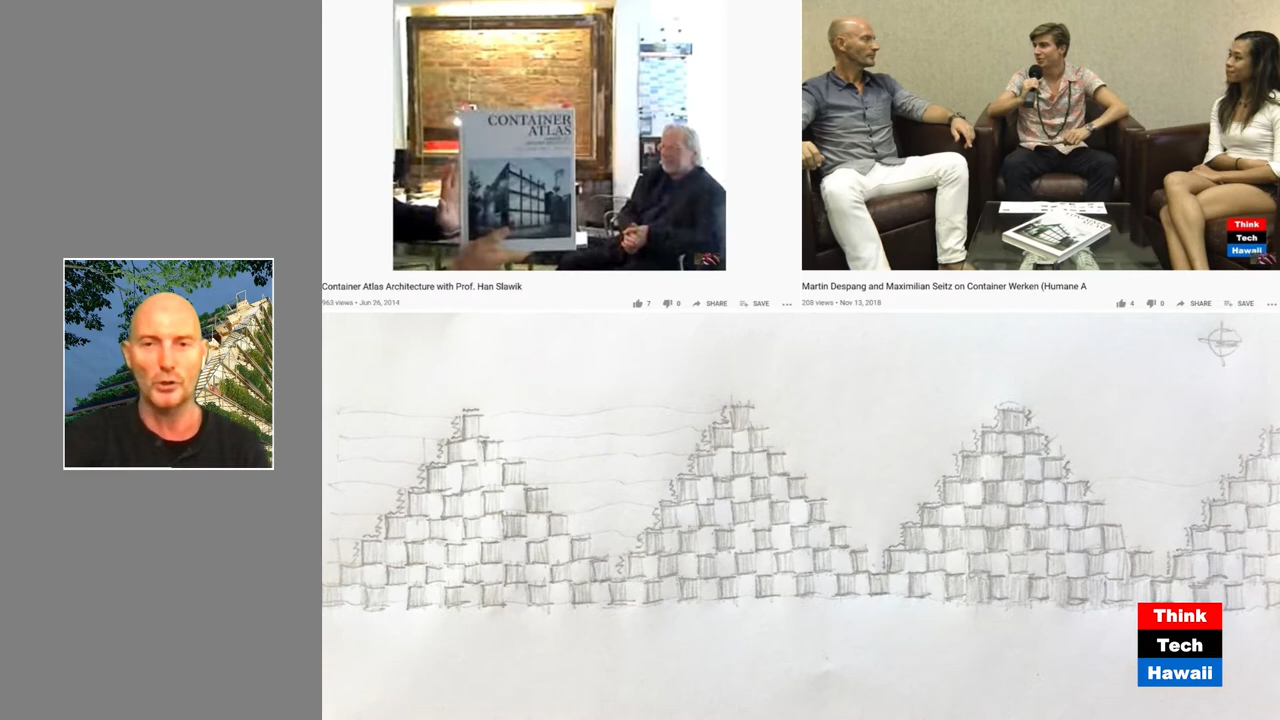 CONTAINER
ATLAS
Think
Tech
Hawaii
Container Atlas Architecture with Prof. Han Slawik
963 views • Jun 26, 2014
7
0
SHARE
SAVE
Martin Despang and Maximilian Seitz on Container Werken (Humane A
208 views • Nov 13, 2018
4
0
SHARE
SAVE
Think
Tech
Hawaii